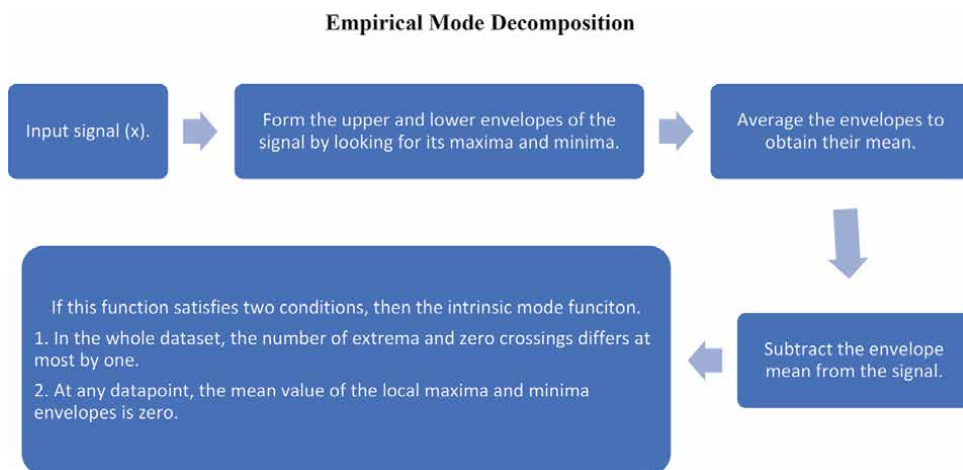 Empirical Mode Decomposition
Input signal (x).
Form the upper and lower envelopes of the
signal by looking for its maxima and minima.
Average the envelopes to
obtain their mean.
Subtract the envelope
mean from the signal.
If this function satisfies two conditions, then the intrinsic mode funciton.
1. In the whole dataset, the number of extrema and zero crossings differs at
most by one.
2. At any datapoint, the mean value of the local maxima and minima
envelopes is zero.